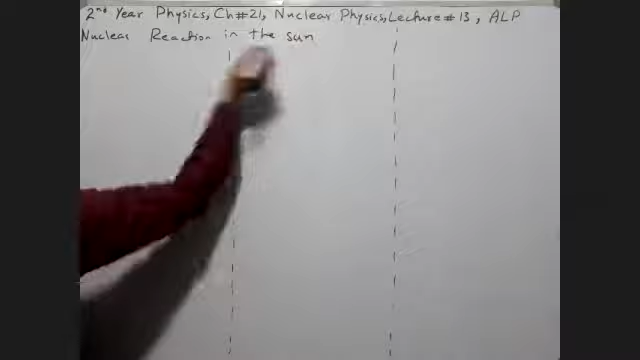 2nd Year Physics, Ch#21, Nuclear Physics, Lecture#13, ALP
Nuclear Reaction in the sun